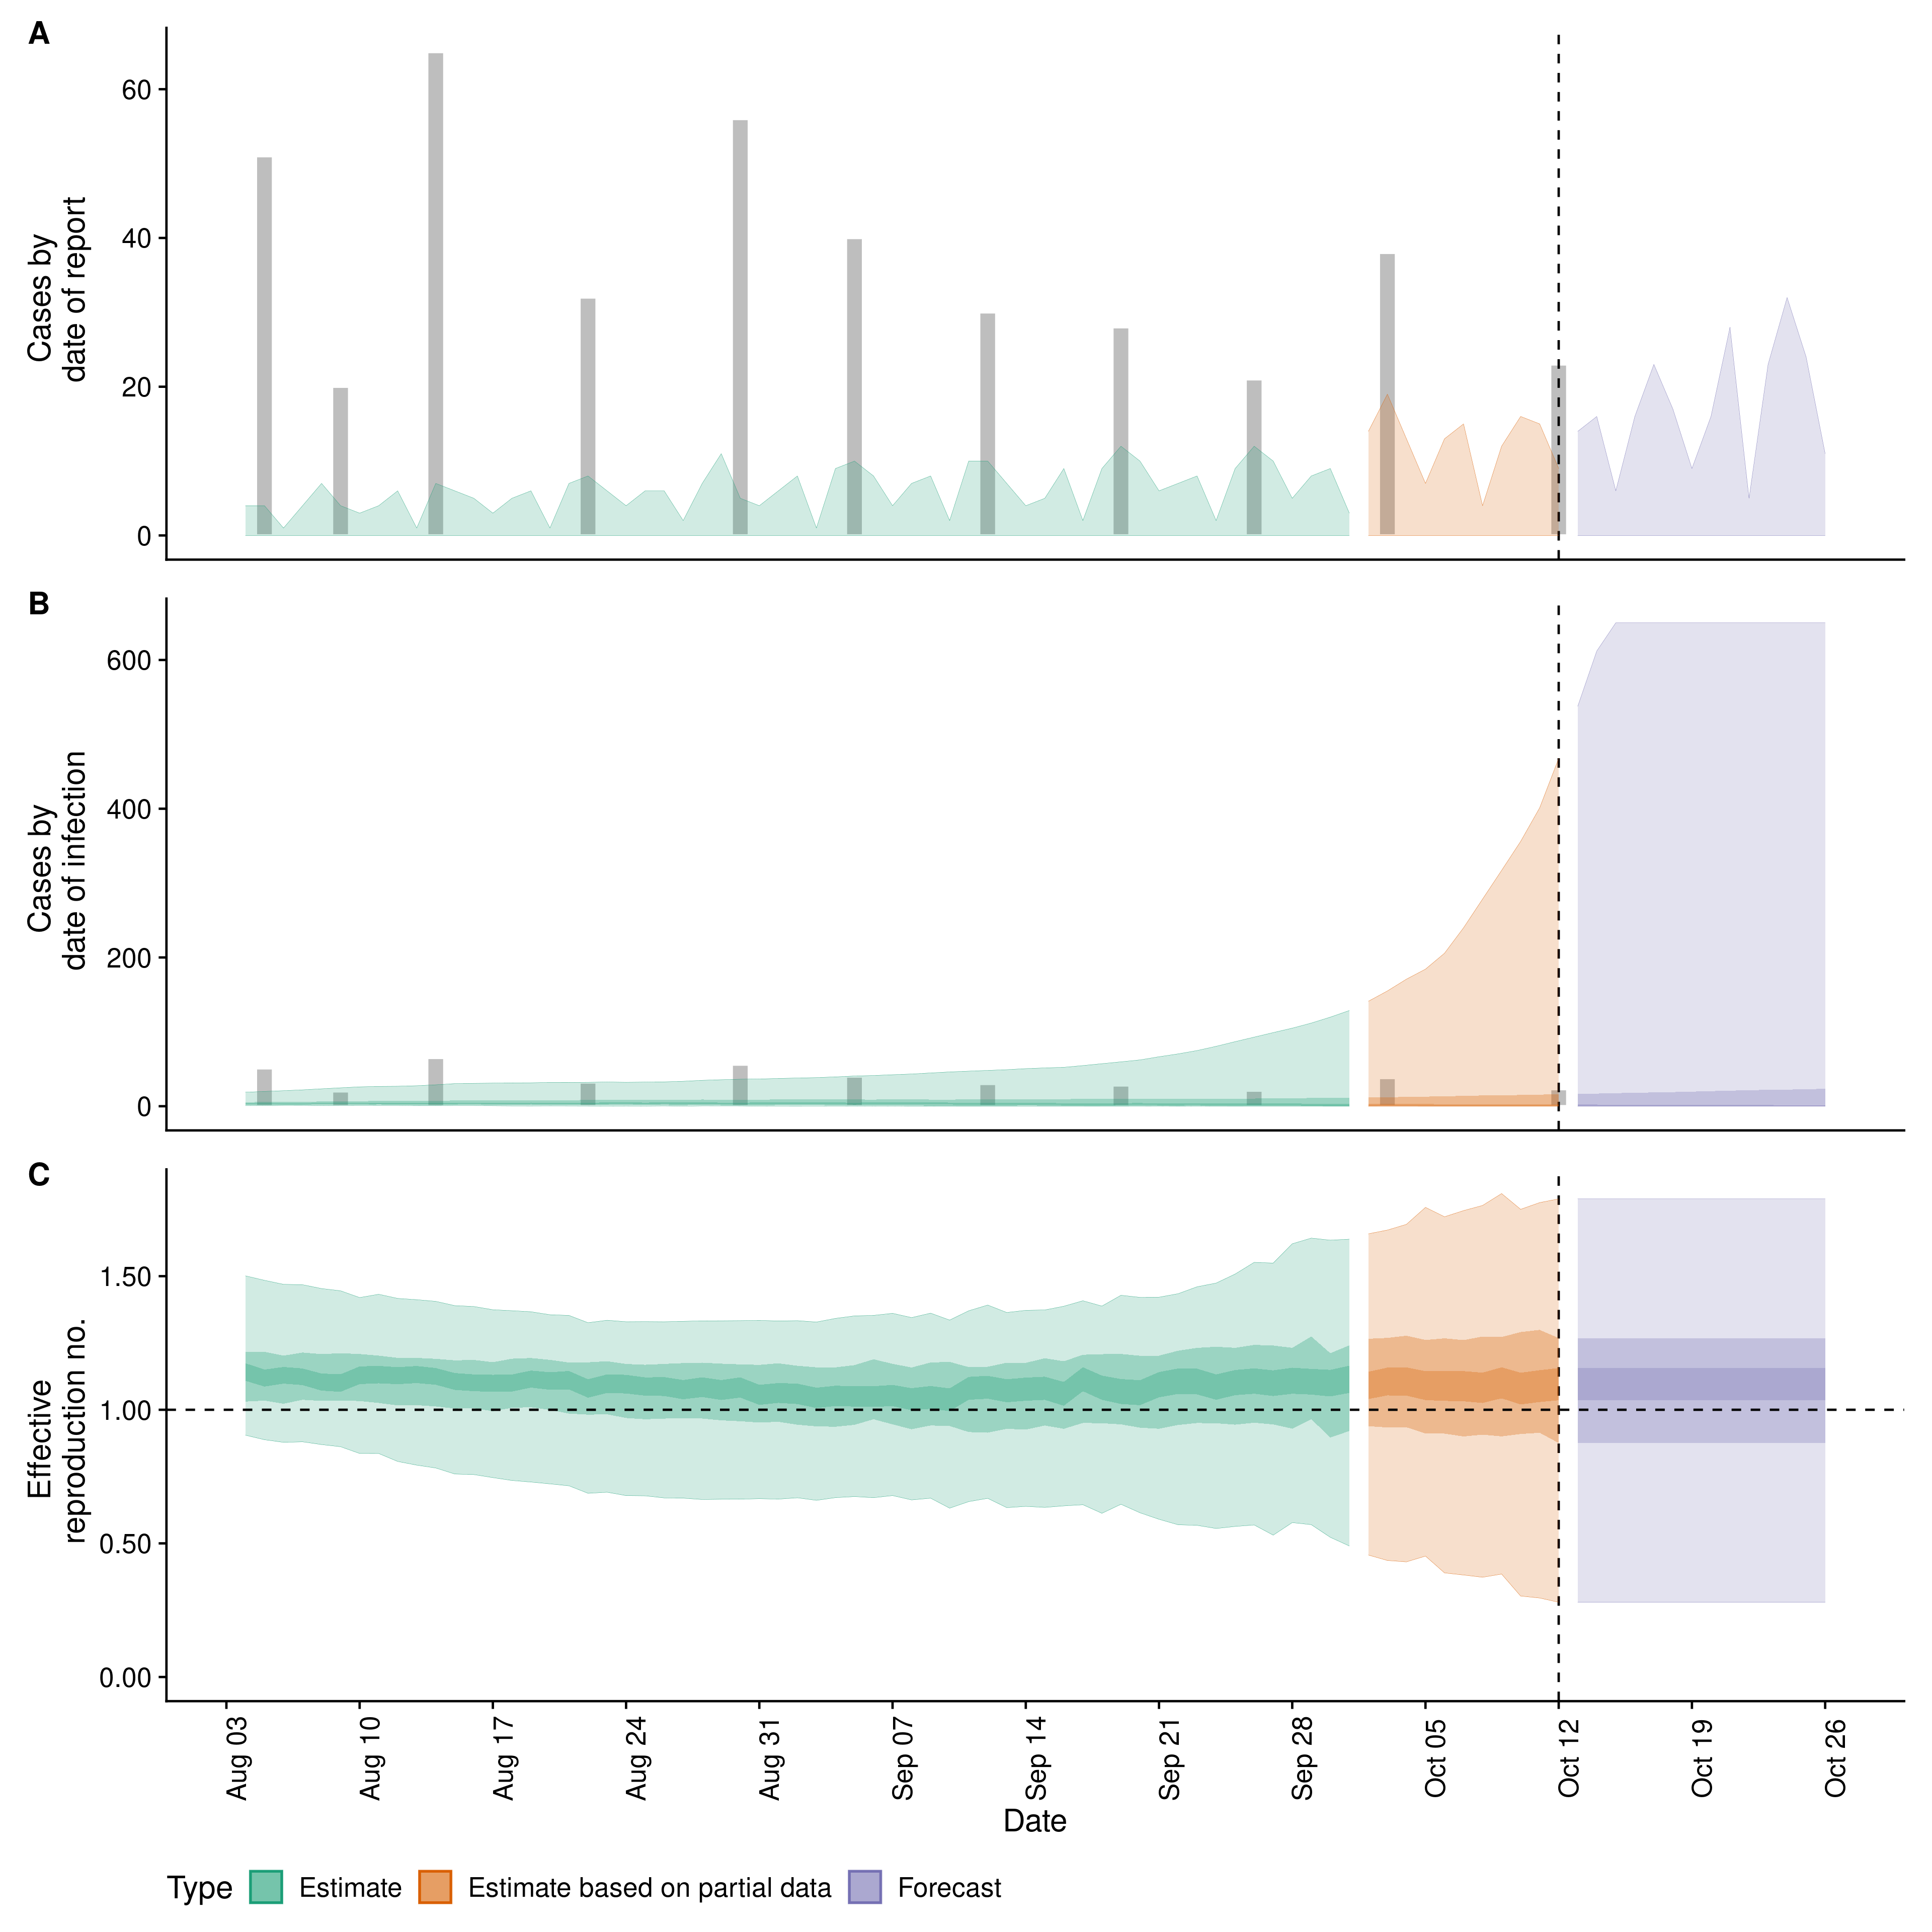 A
Cases by
date of report
60
40
20
0
B
Cases by
date of infection
600
400
200
0
C
Effective
reproduction no.
1.50
1.00
0.50
0.00
Aug 03
Aug 10
Aug 17
Aug 24
Aug 31
Sep 07
Sep 14
Sep 21
Sep 28
Oct 05
Oct 12
Oct 19
Oct 26
Date
Type Estimate Estimate based on partial data Forecast